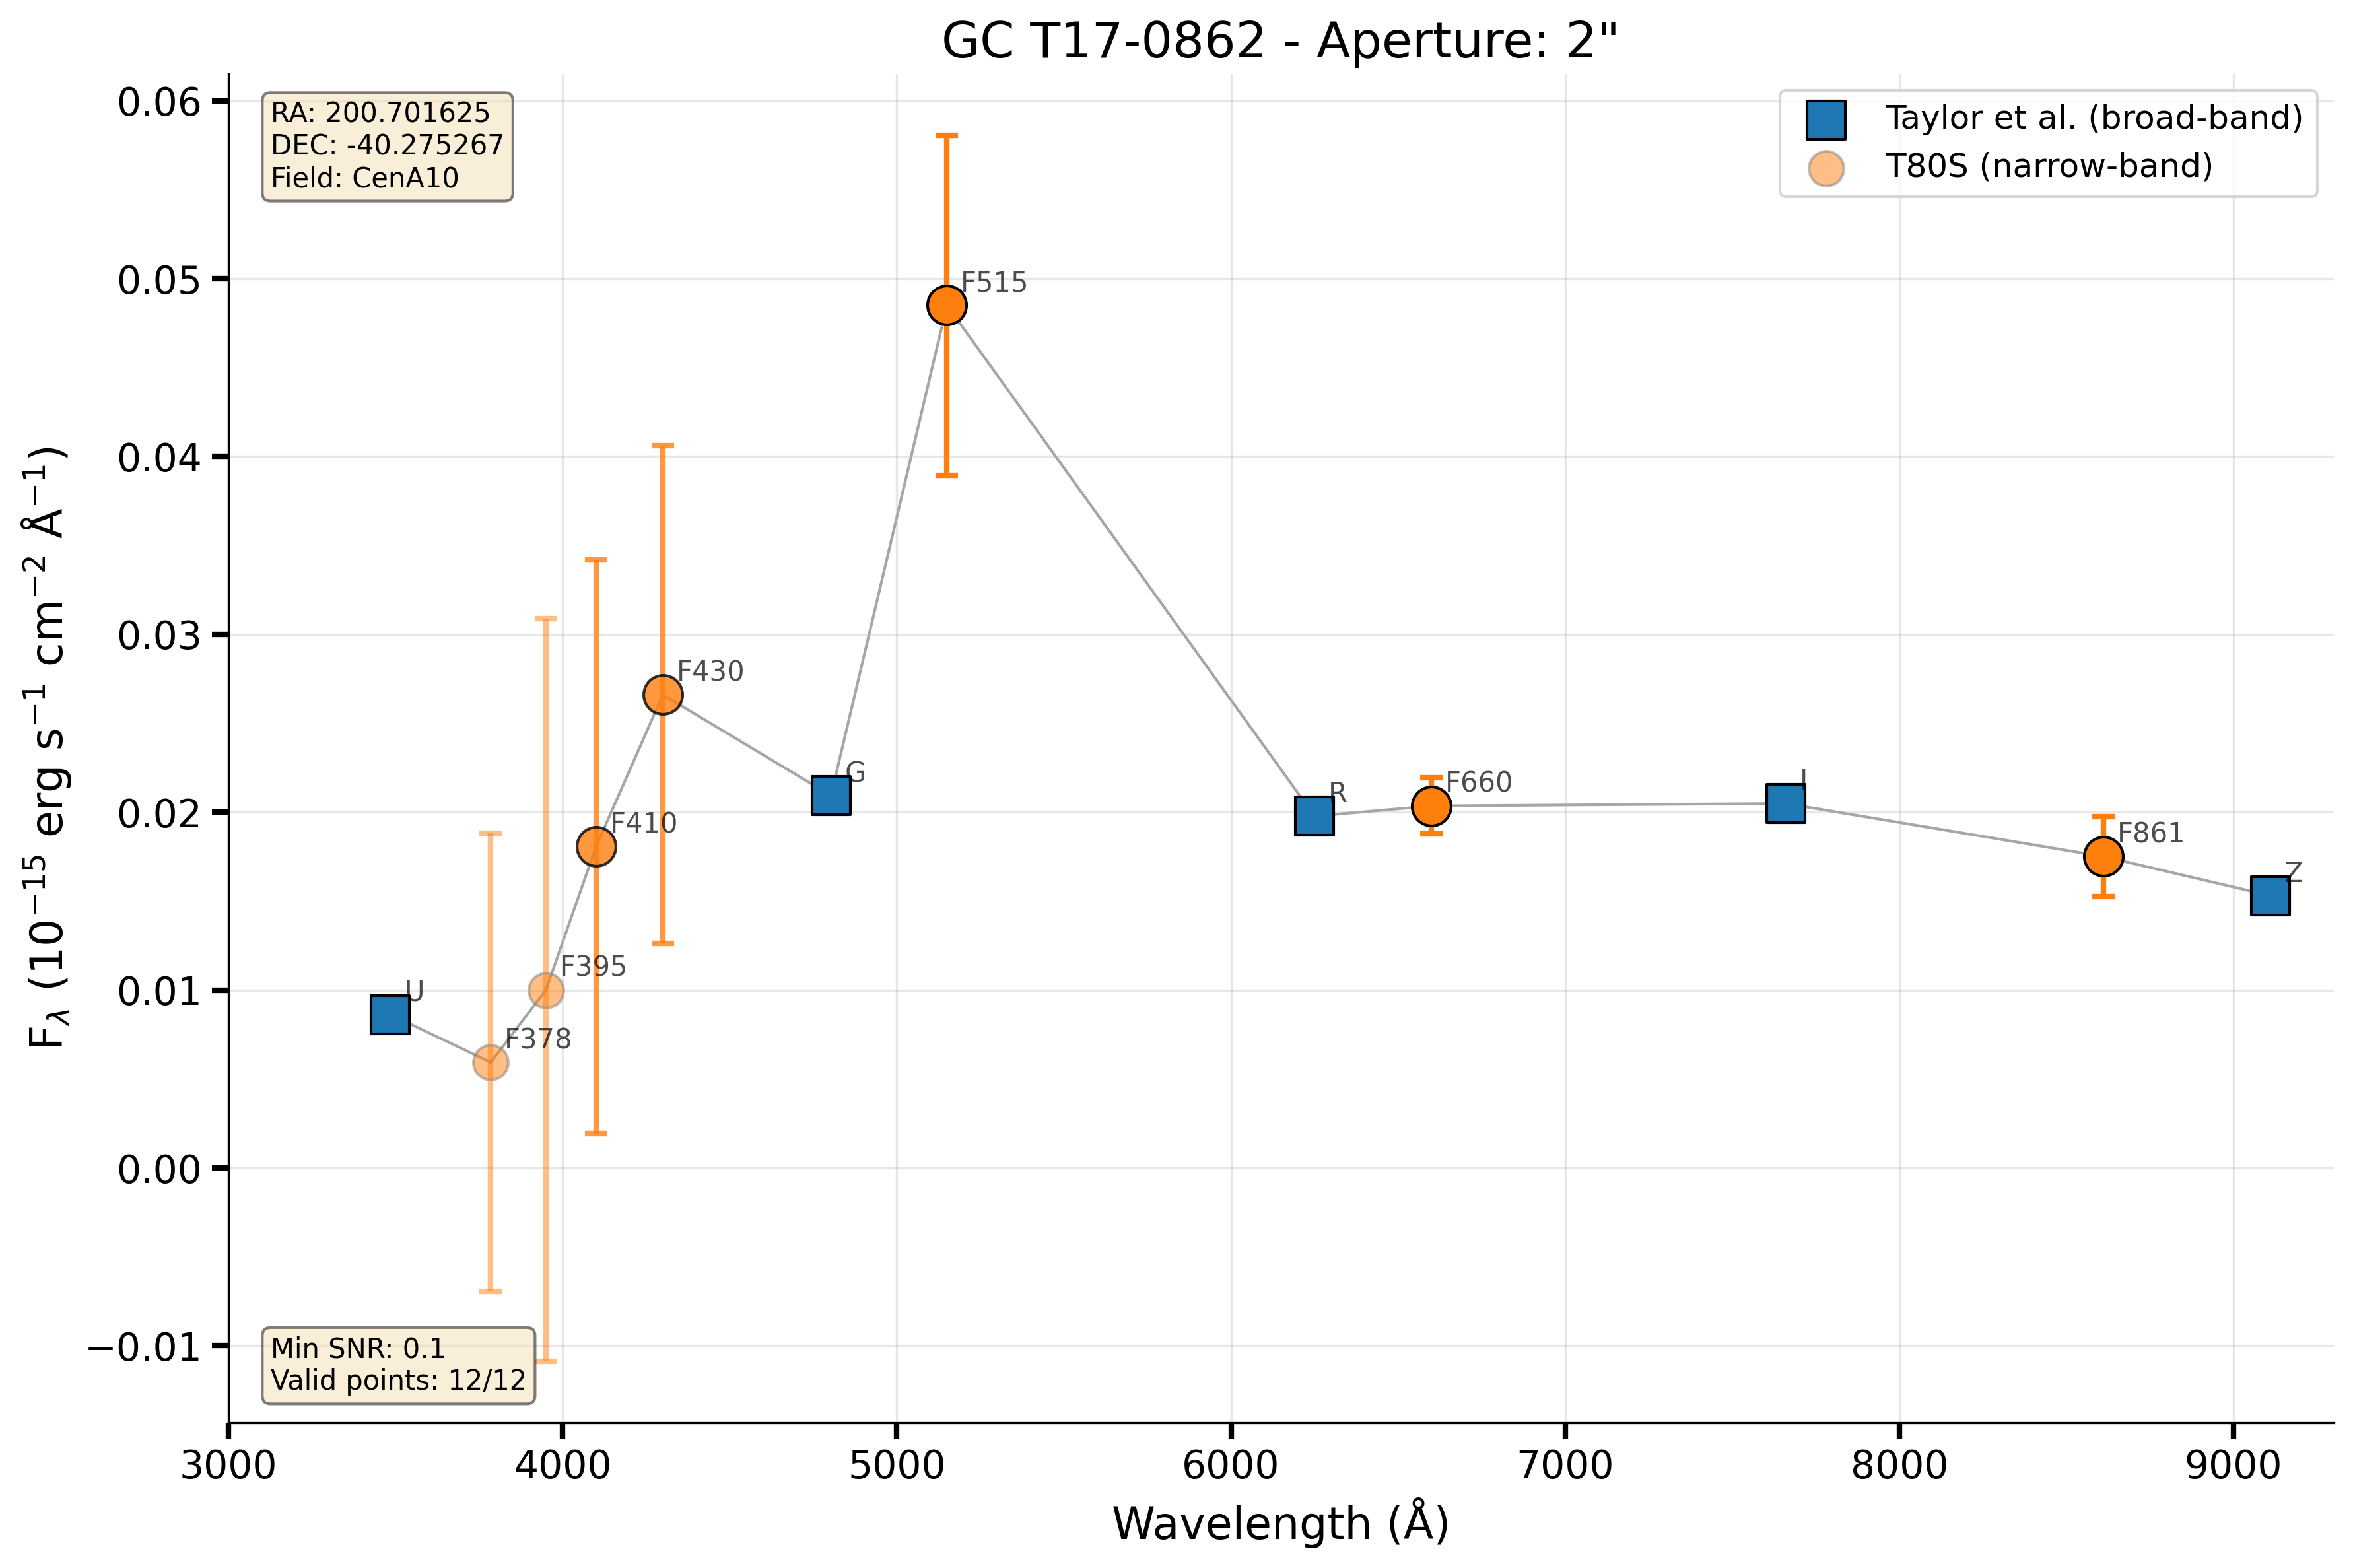 GC T17-0862 - Aperture: 2"
RA: 200.701625
DEC: -40.275267
Field: CenA10
Taylor et al. (broad-band)
T80S (narrow-band)
0.06
0.05
0.04
0.03
0.02
0.01
0.00
−0.01
F_λ (10⁻¹⁵ erg s⁻¹ cm⁻² Å⁻¹)
U
F378
F395
F410
F430
G
F515
R
F660
I
F861
Z
Min SNR: 0.1
Valid points: 12/12
3000
4000
5000
6000
7000
8000
9000
Wavelength (Å)